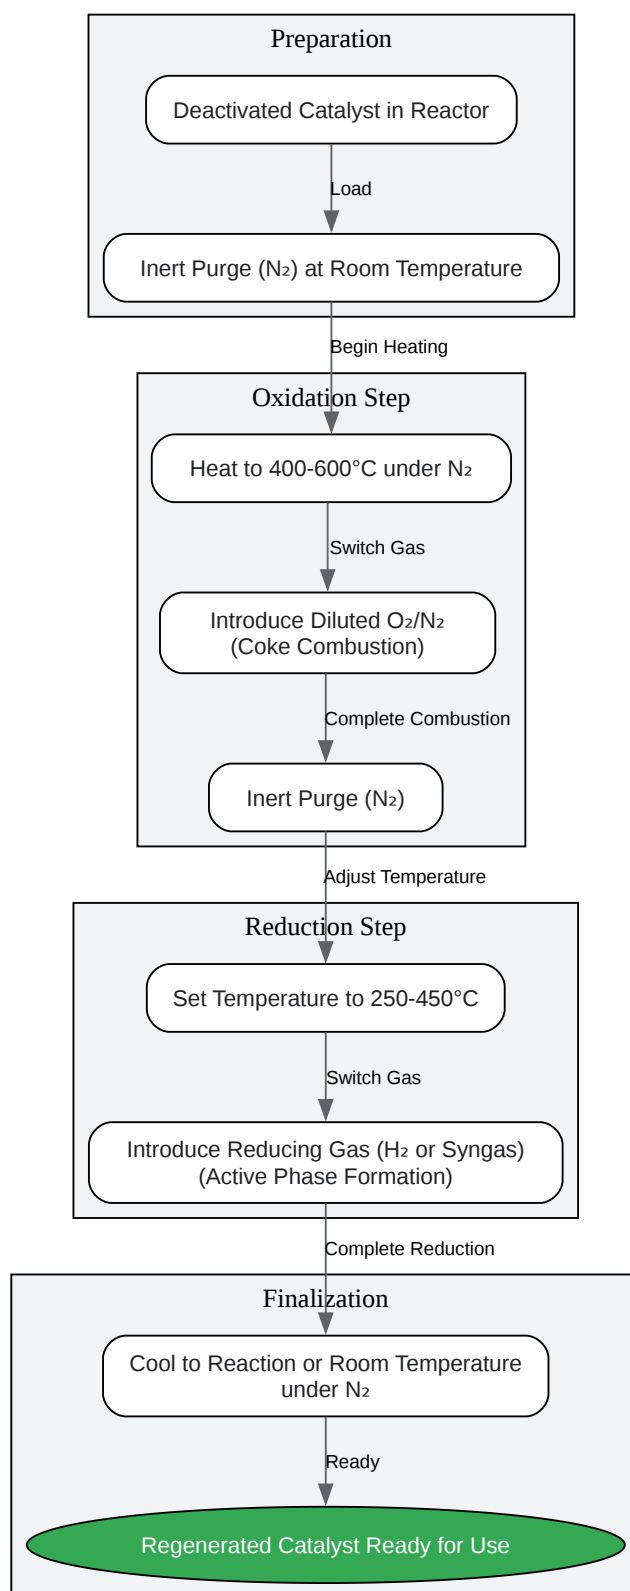 Preparation
Deactivated Catalyst in Reactor
Load
Inert Purge (N₂) at Room Temperature
Begin Heating
Oxidation Step
Heat to 400-600°C under N₂
Switch Gas
Introduce Diluted O₂/N₂
(Coke Combustion)
Complete Combustion
Inert Purge (N₂)
Adjust Temperature
Reduction Step
Set Temperature to 250-450°C
Switch Gas
Introduce Reducing Gas (H₂ or Syngas)
(Active Phase Formation)
Complete Reduction
Finalization
Cool to Reaction or Room Temperature
under N₂
Ready
Regenerated Catalyst Ready for Use